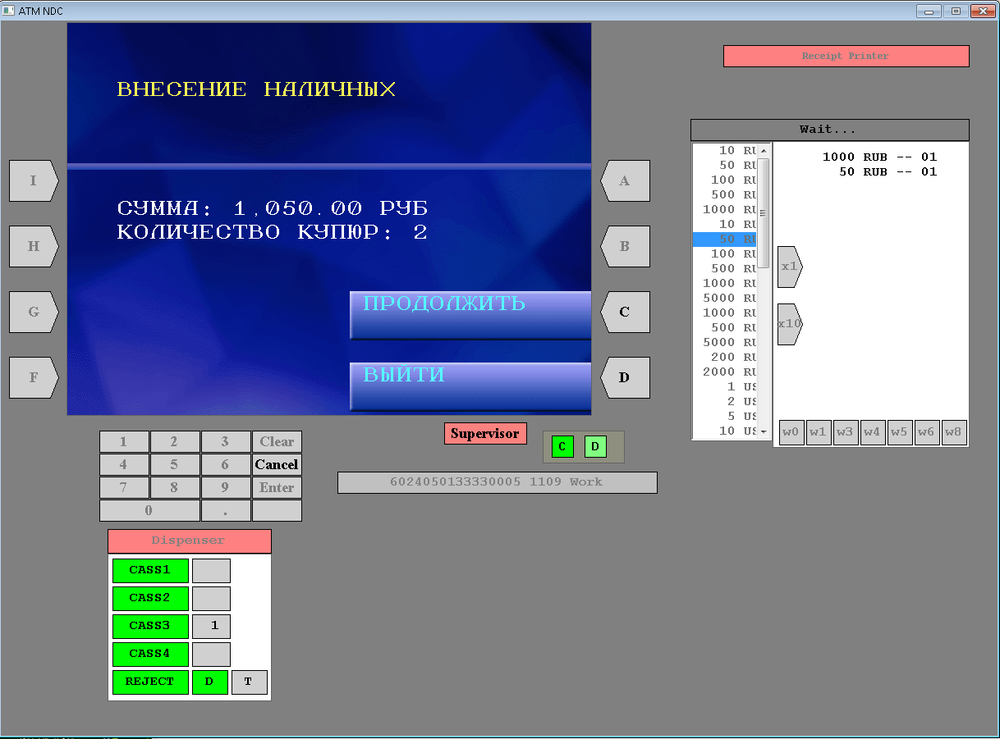 ATM NDC
ВНЕСЕНИЕ НАЛИЧНЫХ
СУММА: 1,050.00 РУБ
КОЛИЧЕСТВО КУПЮР: 2
ПРОДОЛЖИТЬ
ВЫЙТИ
I
H
G
F
A
B
C
D
Receipt Printer
Wait...
10 RU
50 RU
100 RU
500 RU
1000 RU
10 RU
50 RU
100 RU
500 RU
1000 RU
5000 RU
1000 RU
500 RU
5000 RU
200 RU
2000 RU
1 US
2 US
5 US
10 US
1000 RUB -- 01
50 RUB -- 01
x1
x10
w0 w1 w3 w4 w5 w6 w8
Supervisor
C D
6024050133330005 1109 Work
1 2 3 Clear
4 5 6 Cancel
7 8 9 Enter
0 .
Dispenser
CASS1
CASS2
CASS3 1
CASS4
REJECT D T